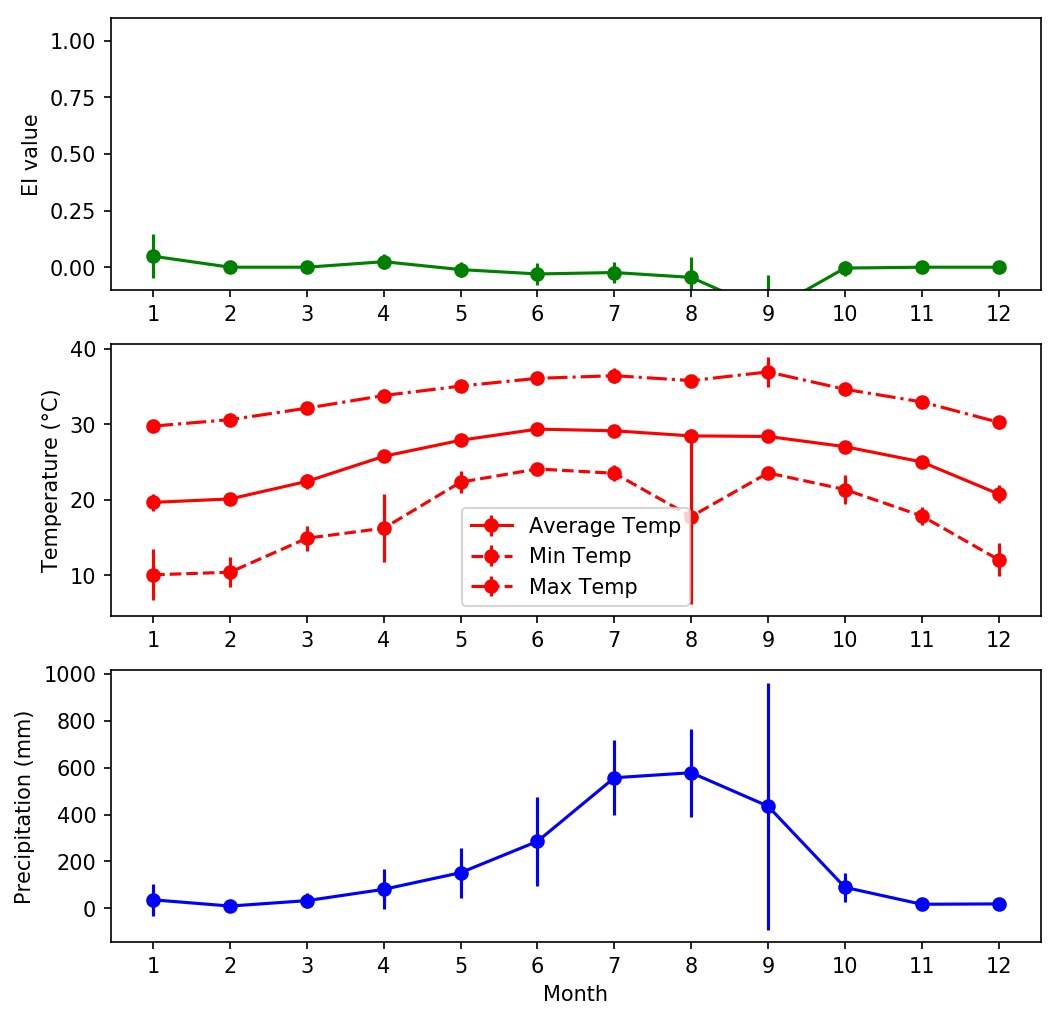 EI value
1.00
0.75
0.50
0.25
0.00
1 2 3 4 5 6 7 8 9 10 11 12
Temperature (°C)
40
30
20
10
Average Temp
Min Temp
Max Temp
1 2 3 4 5 6 7 8 9 10 11 12
Precipitation (mm)
1000
800
600
400
200
0
1 2 3 4 5 6 7 8 9 10 11 12
Month